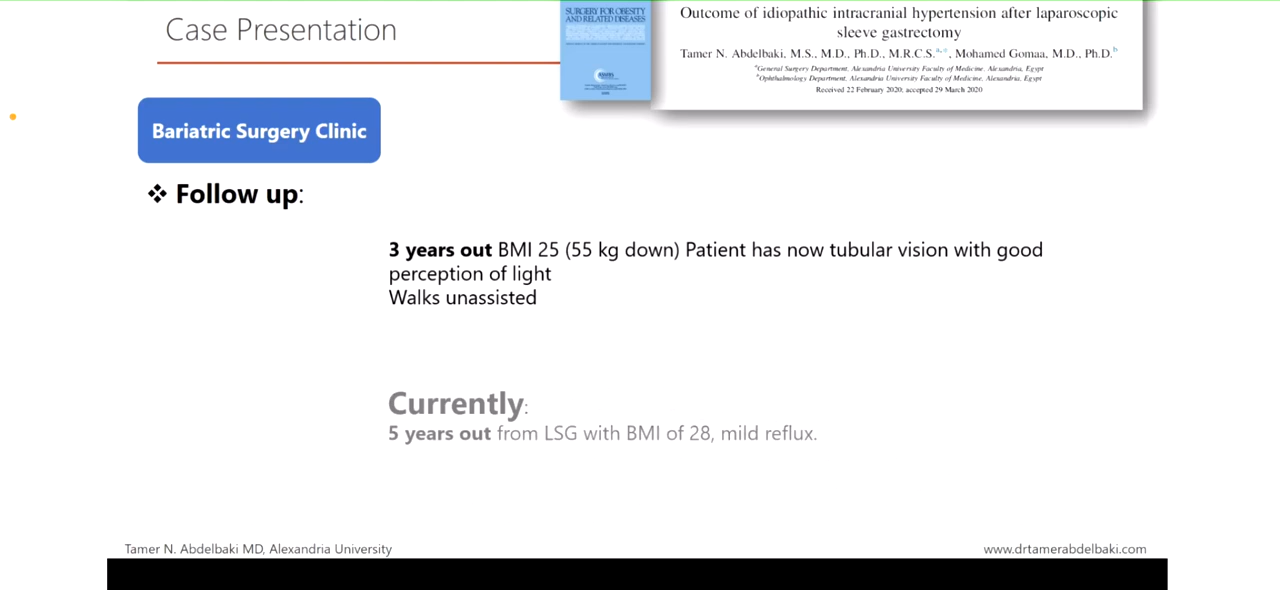 Case Presentation
SURGERY FOR OBESITY
AND RELATED DISEASES
Outcome of idiopathic intracranial hypertension after laparoscopic
sleeve gastrectomy
Tamer N. Abdelbaki, M.S., M.D., Ph.D., M.R.C.S.a,*, Mohamed Gomaa, M.D., Ph.D.b
aGeneral Surgery Department, Alexandria University Faculty of Medicine, Alexandria, Egypt
bOphthalmology Department, Alexandria University Faculty of Medicine, Alexandria, Egypt
Received 22 February 2020; accepted 29 March 2020
Bariatric Surgery Clinic
❖ Follow up:
3 years out BMI 25 (55 kg down) Patient has now tubular vision with good
perception of light
Walks unassisted
Currently:
5 years out from LSG with BMI of 28, mild reflux.
Tamer N. Abdelbaki MD, Alexandria University
www.drtamerabdelbaki.com